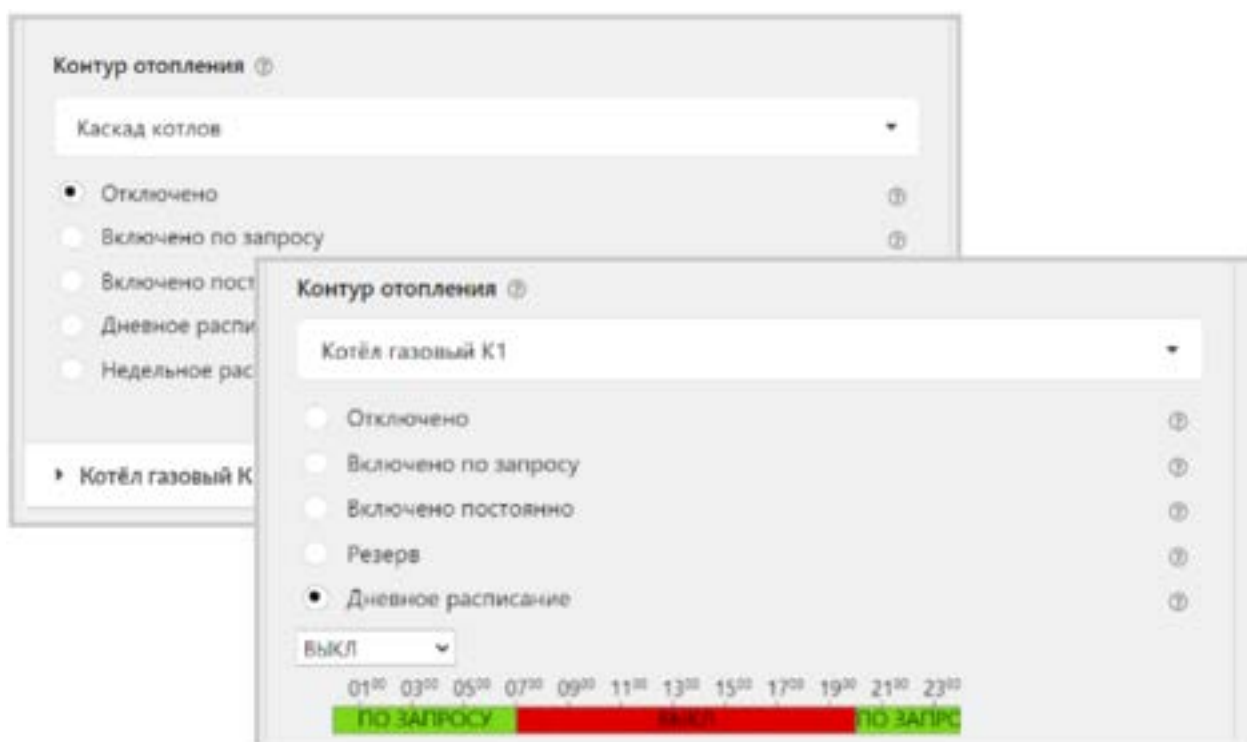 Контур отопления
Каскад котлов
Отключено
Включено по запросу
Включено пост
Дневное распи
Недельное рас
Котёл газовый К
Контур отопления
Котёл газовый К1
Отключено
Включено по запросу
Включено постоянно
Резерв
Дневное расписание
ВЫКЛ
01⁰⁰ 03⁰⁰ 05⁰⁰ 07⁰⁰ 09⁰⁰ 11⁰⁰ 13⁰⁰ 15⁰⁰ 17⁰⁰ 19⁰⁰ 21⁰⁰ 23⁰⁰
ПО ЗАПРОСУ ВЫКЛ ПО ЗАПРС